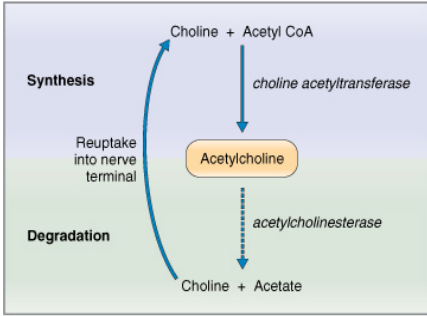 Choline + Acetyl CoA
Synthesis
choline acetyltransferase
Reuptake
into nerve
terminal
Acetylcholine
acetylcholinesterase
Degradation
Choline + Acetate